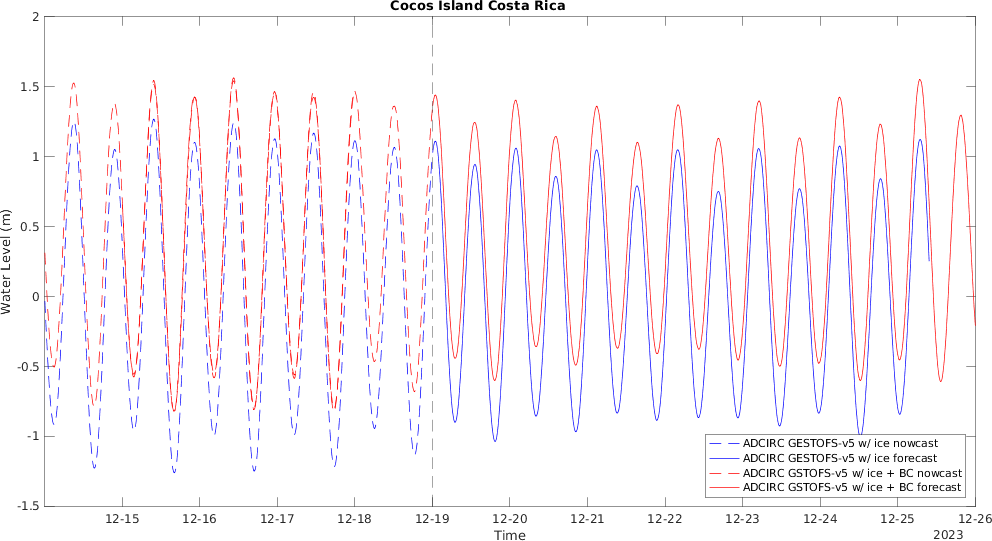 Cocos Island Costa Rica
2
1.5
1
0.5
0
-0.5
-1
-1.5
Water Level (m)
ADCIRC GESTOFS-v5 w/ ice nowcast
ADCIRC GESTOFS-v5 w/ ice forecast
ADCIRC GSTOFS-v5 w/ ice + BC nowcast
ADCIRC GSTOFS-v5 w/ ice + BC forecast
12-15 12-16 12-17 12-18 12-19 12-20 12-21 12-22 12-23 12-24 12-25 12-26
Time
2023